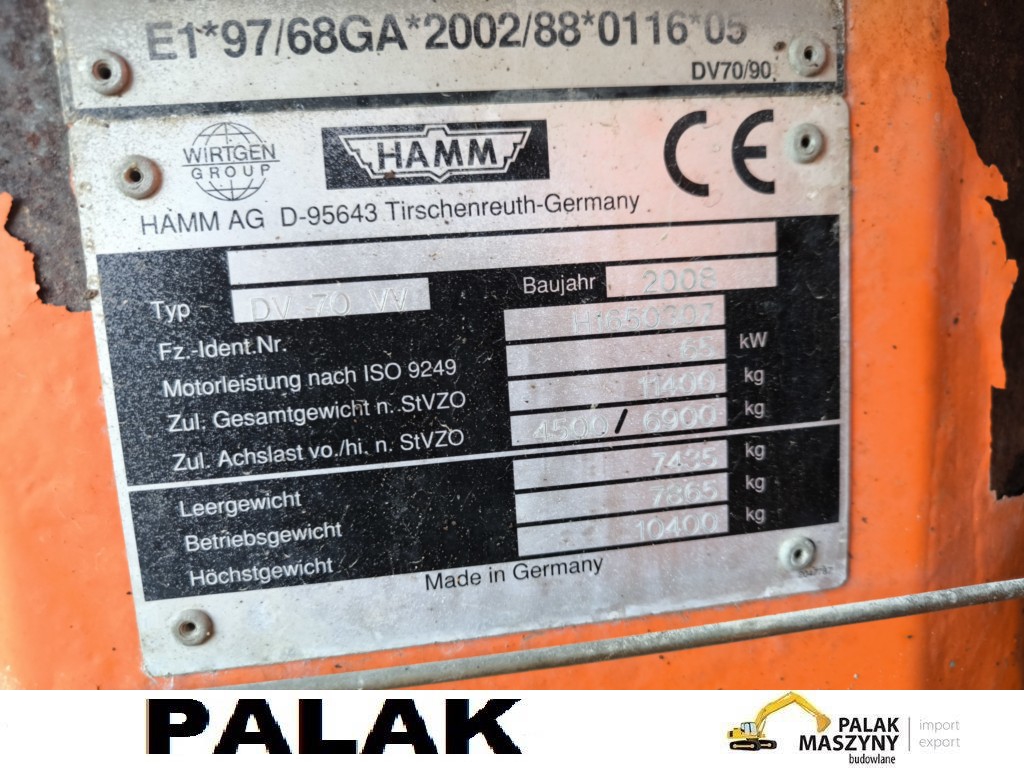 E1*97/68GA*2002/88*0116*05
DV70/90
WIRTGEN
GROUP
HAMM
CE
HAMM AG D-95643 Tirschenreuth-Germany
Typ DV 70 VV Baujahr 2008
Fz.-Ident.Nr.
Motorleistung nach ISO 9249 kW
Zul. Gesamtgewicht n. StVZO 11400 kg
Zul. Achslast vo./hi. n. StVZO 4500 / 6900 kg
Leergewicht kg
Betriebsgewicht 7865 kg
Höchstgewicht 10400 kg
Made in Germany
PALAK
PALAK
MASZYNY
budowlane
import
export